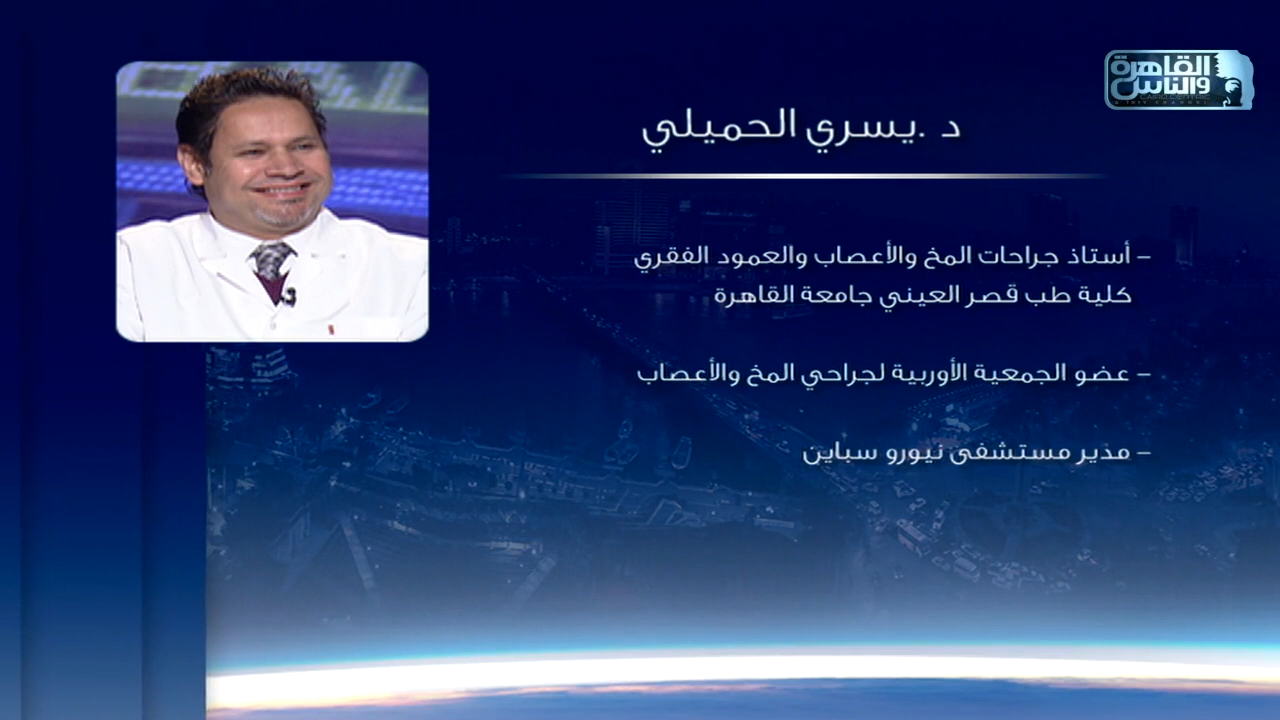 القاهرة
والناس
د .يسري الحميلي
- أستاذ جراحات المخ والأعصاب والعمود الفقري
كلية طب قصر العيني جامعة القاهرة
- عضو الجمعية الأوربية لجراحي المخ والأعصاب
- مدير مستشفى نيورو سباين